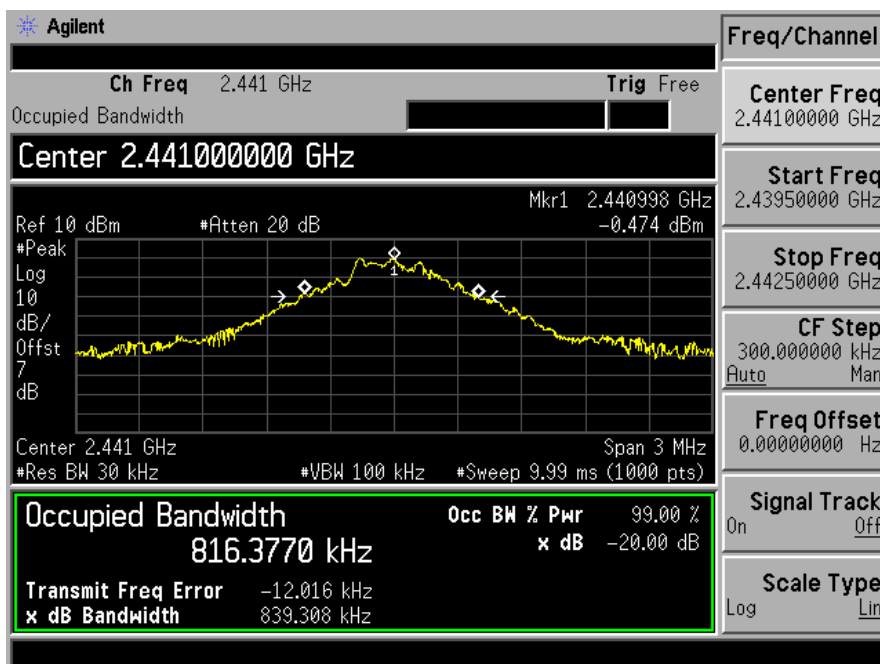 Agilent
Freq/Channel
Ch Freq 2.441 GHz Trig Free
Occupied Bandwidth
Center 2.441000000 GHz
Mkr1 2.440998 GHz
Ref 10 dBm #Atten 20 dB -0.474 dBm
#Peak
Log
10
dB/
Offst
7
dB
1
Center 2.441 GHz Span 3 MHz
#Res BW 30 kHz #VBW 100 kHz #Sweep 9.99 ms (1000 pts)
Occupied Bandwidth
816.3770 kHz
Occ BW % Pwr 99.00 %
x dB -20.00 dB
Transmit Freq Error -12.016 kHz
x dB Bandwidth 839.308 kHz
Center Freq
2.44100000 GHz
Start Freq
2.43950000 GHz
Stop Freq
2.44250000 GHz
CF Step
300.000000 kHz
Auto Man
Freq Offset
0.00000000 Hz
Signal Track
On Off
Scale Type
Log Lin